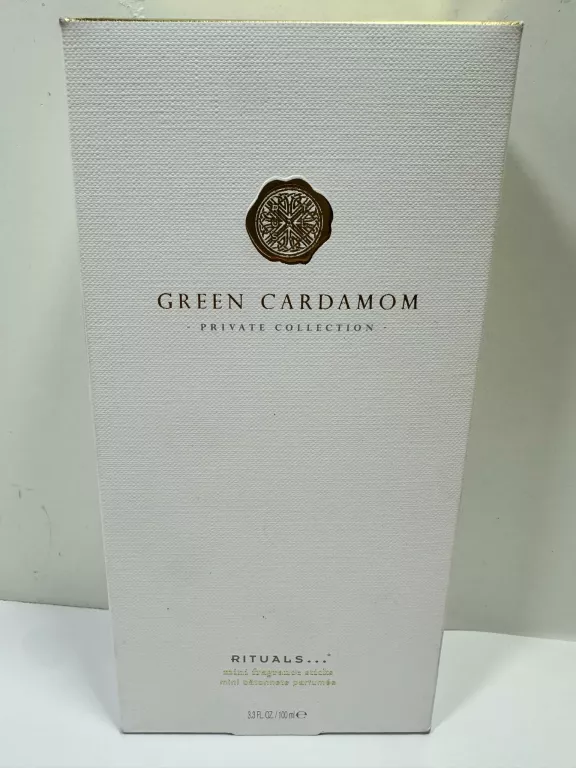 GREEN CARDAMOM
- PRIVATE COLLECTION -
RITUALS...®
mini fragrance sticks
mini bâtonnets parfumés
3.3 FL. OZ. / 100 ml ℮